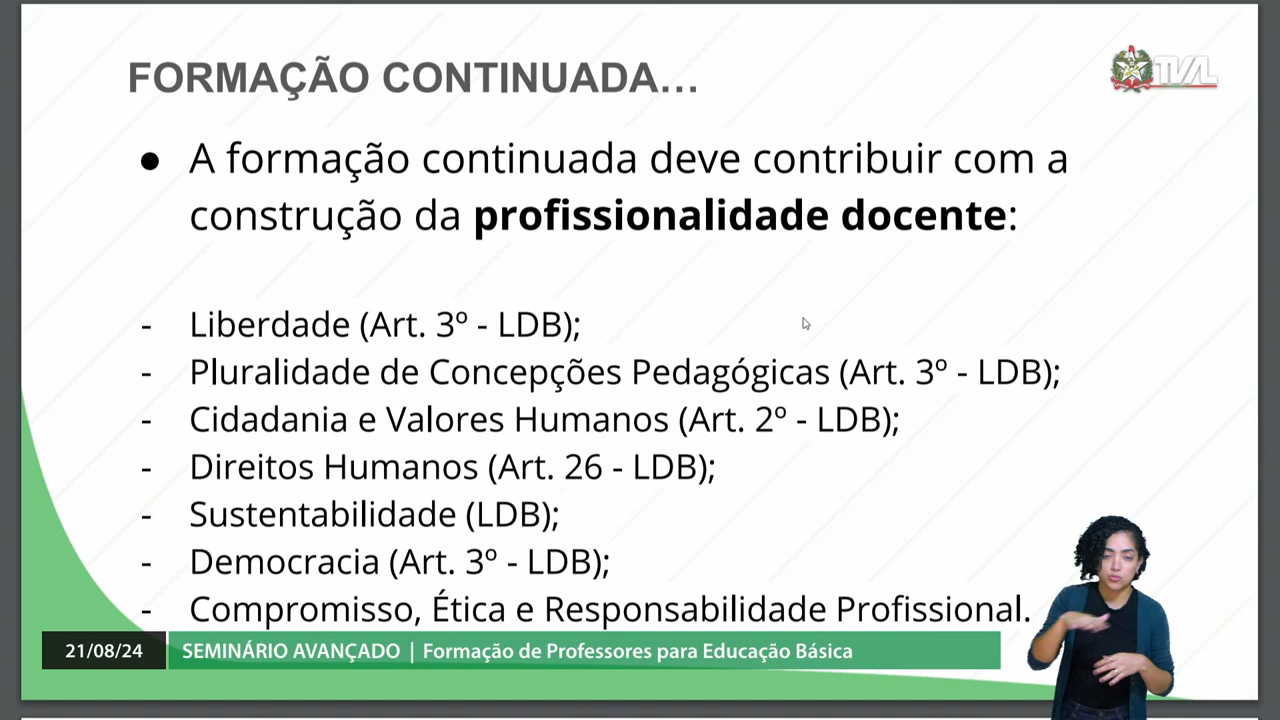 FORMAÇÃO CONTINUADA...
TVAL
● A formação continuada deve contribuir com a
construção da profissionalidade docente:
- Liberdade (Art. 3º - LDB);
- Pluralidade de Concepções Pedagógicas (Art. 3º - LDB);
- Cidadania e Valores Humanos (Art. 2º - LDB);
- Direitos Humanos (Art. 26 - LDB);
- Sustentabilidade (LDB);
- Democracia (Art. 3º - LDB);
- Compromisso, Ética e Responsabilidade Profissional.
21/08/24 SEMINÁRIO AVANÇADO | Formação de Professores para Educação Básica